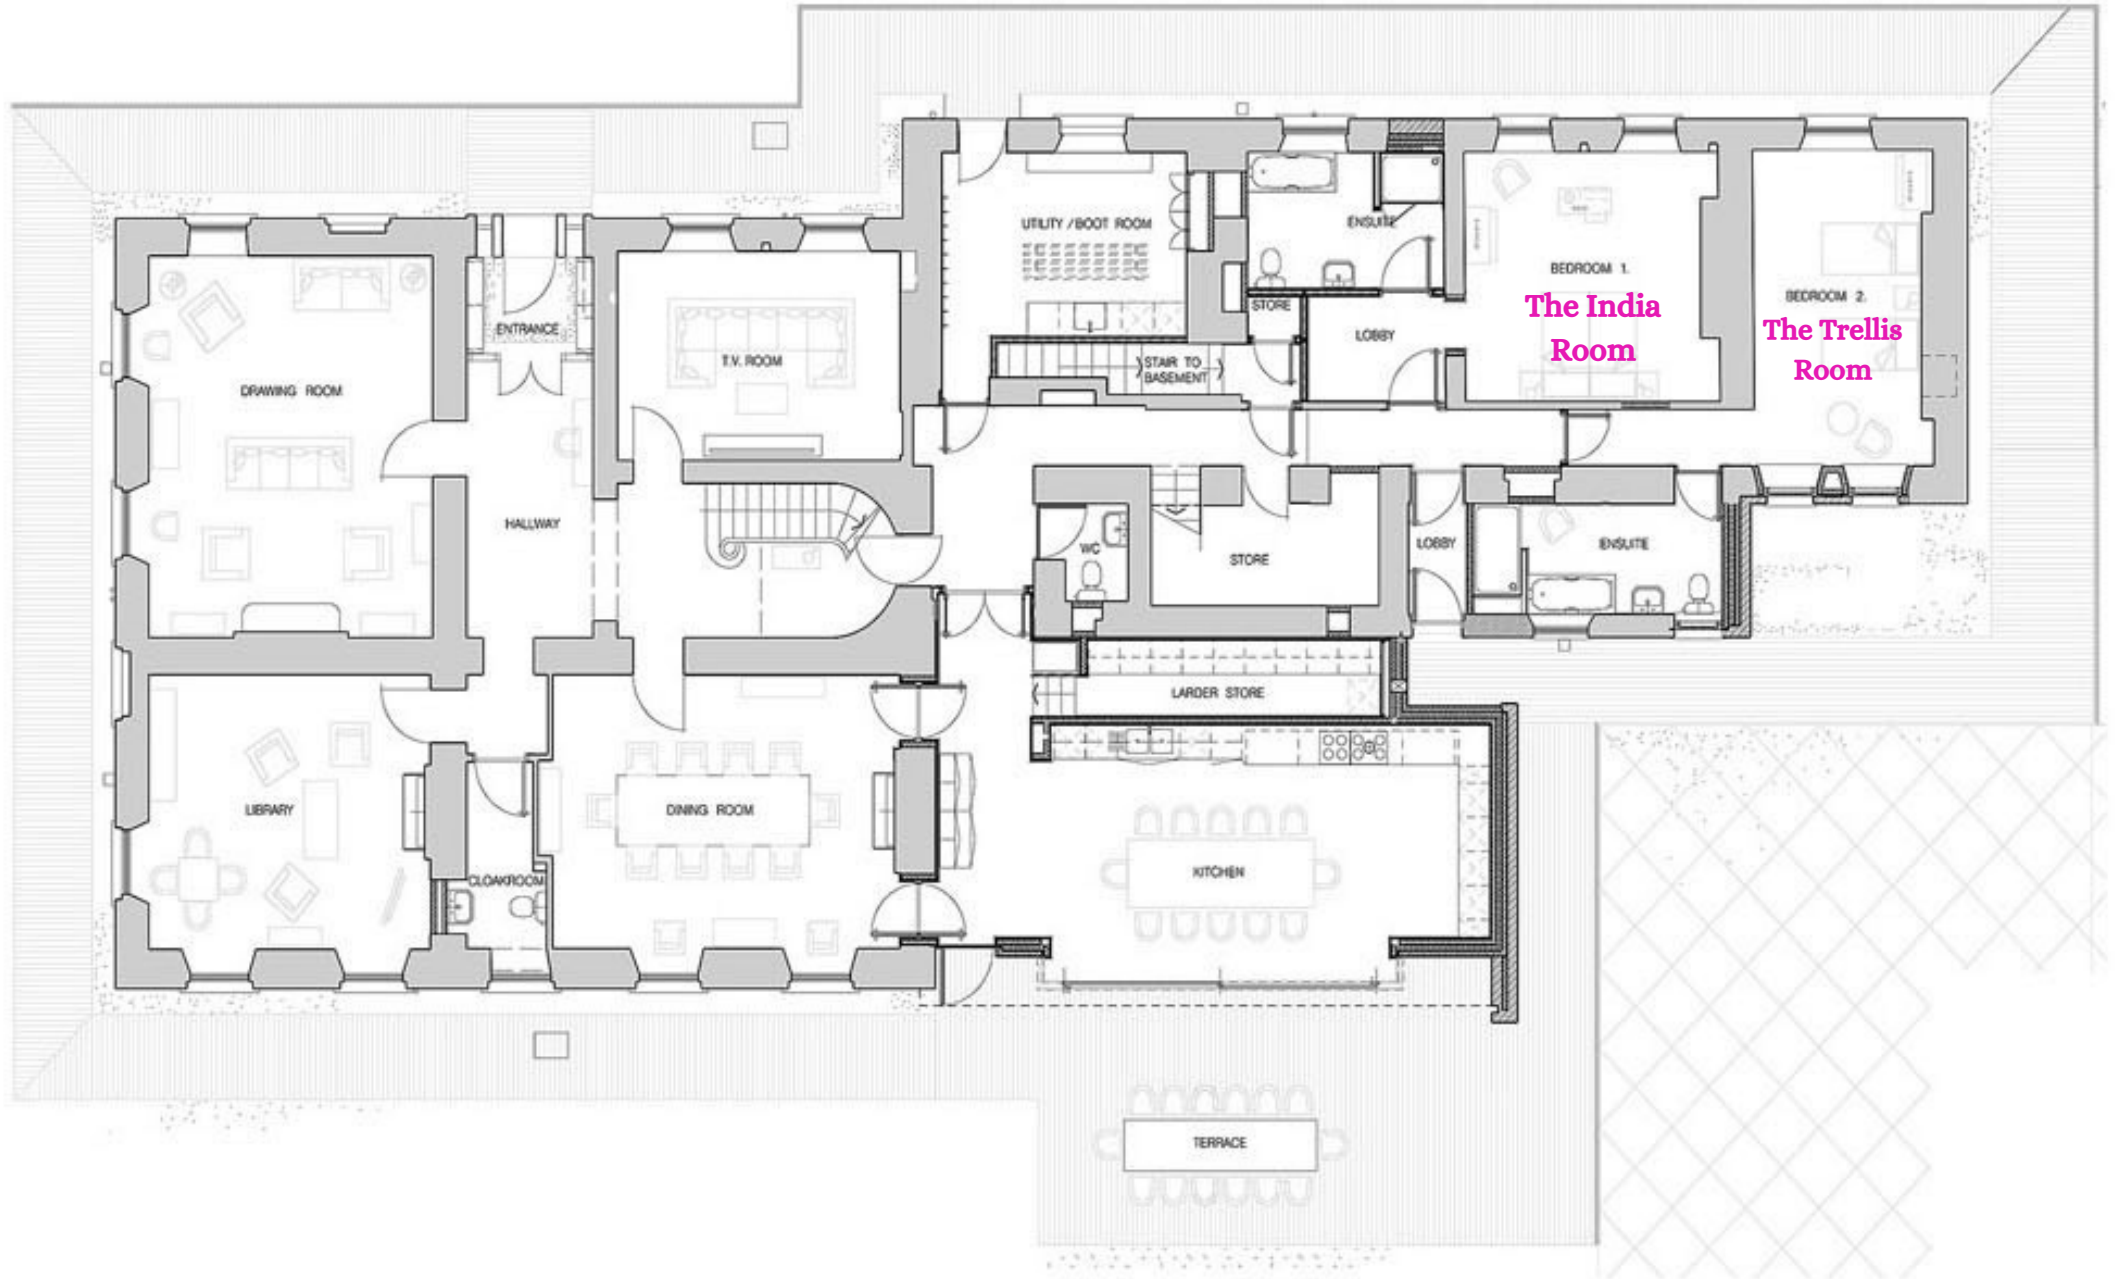 UTILITY / BOOT ROOM
ENSUITE
BEDROOM 1.
The India
Room
BEDROOM 2.
The Trellis
Room
STORE
ENTRANCE
LOBBY
T.V. ROOM
STAIR TO
BASEMENT
DRAWING ROOM
HALLWAY
WC
STORE
LOBBY
ENSUITE
LARDER STORE
LIBRARY
DINING ROOM
CLOAKROOM
KITCHEN
TERRACE